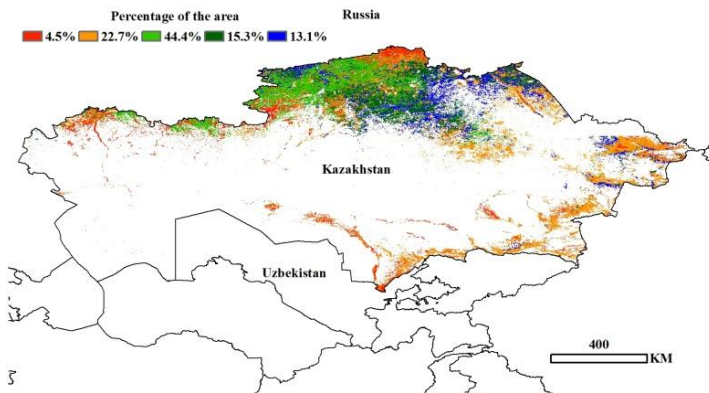 Percentage of the area
Russia
4.5% 22.7% 44.4% 15.3% 13.1%
Kazakhstan
Uzbekistan
400
KM